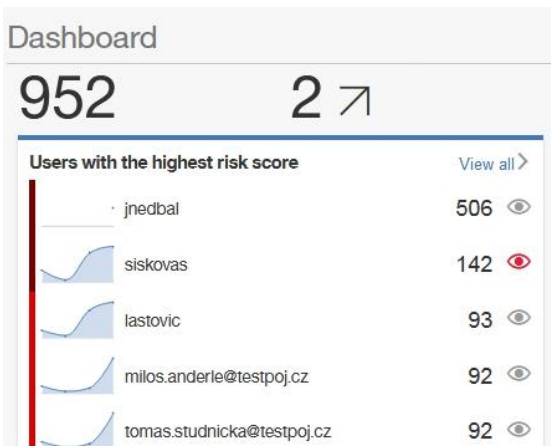 Dashboard
952 2
Users with the highest risk score View all
jnedbal 506
siskovas 142
lastovic 93
milos.anderle@testpoj.cz 92
tomas.studnicka@testpoj.cz 92